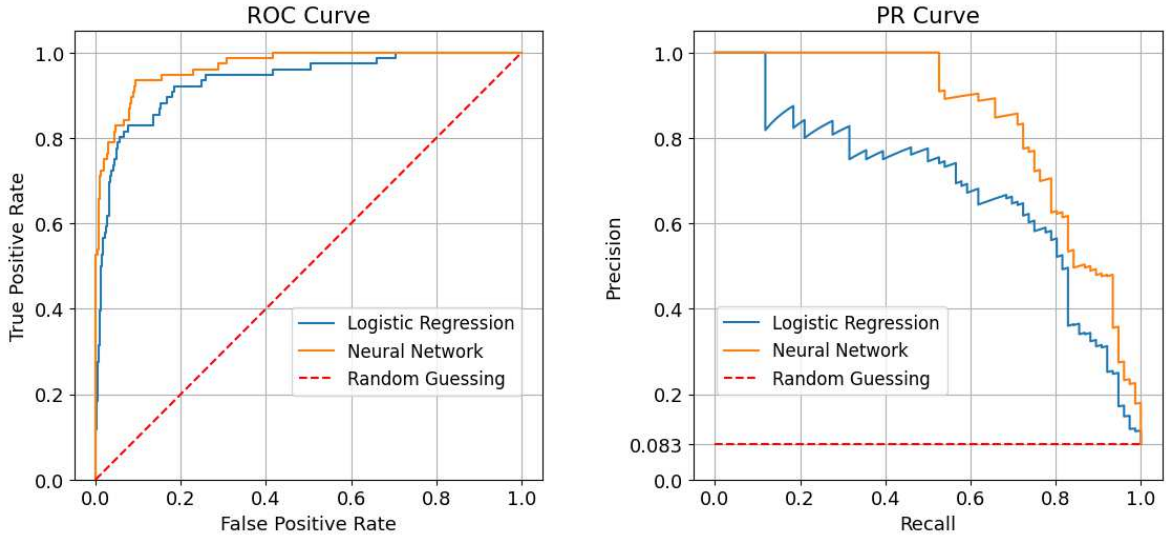 ROC Curve
True Positive Rate
1.0
0.8
0.6
0.4
0.2
0.0
Logistic Regression
Neural Network
Random Guessing
0.0 0.2 0.4 0.6 0.8 1.0
False Positive Rate
PR Curve
Precision
1.0
0.8
0.6
0.4
0.2
0.083
0.0
Logistic Regression
Neural Network
Random Guessing
0.0 0.2 0.4 0.6 0.8 1.0
Recall